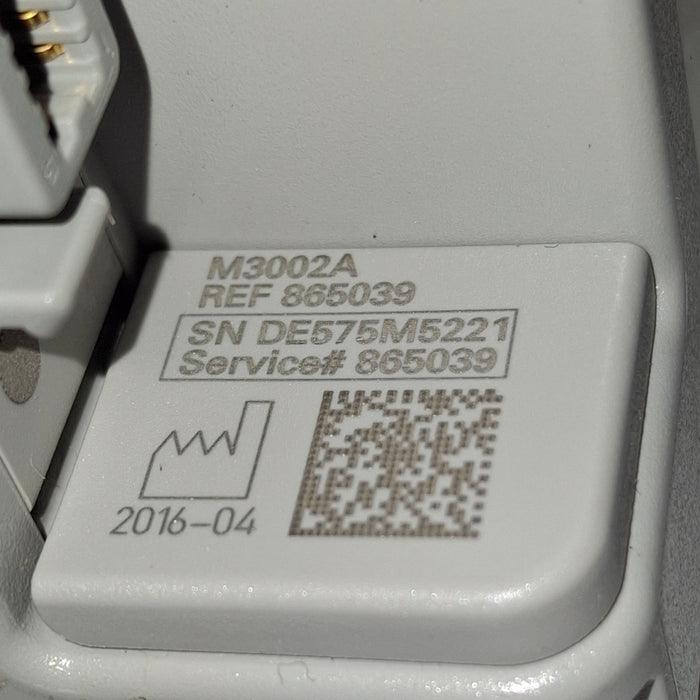 M3002A
REF 865039
SN DE575M5221
Service# 865039
2016-04